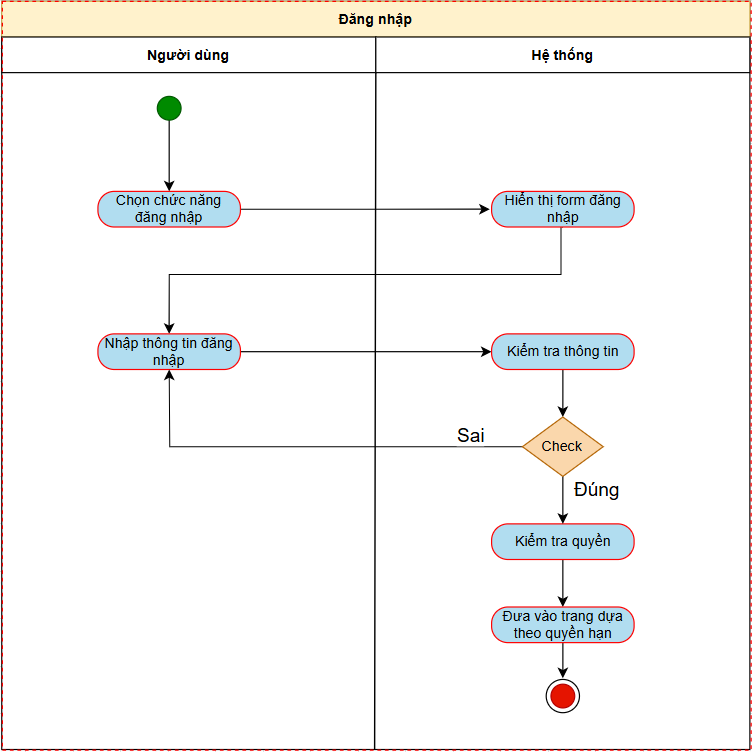 Đăng nhập
Người dùng
Hệ thống
Chọn chức năng
đăng nhập
Hiển thị form đăng
nhập
Nhập thông tin đăng
nhập
Kiểm tra thông tin
Sai
Check
Đúng
Kiểm tra quyền
Đưa vào trang dựa
theo quyền hạn